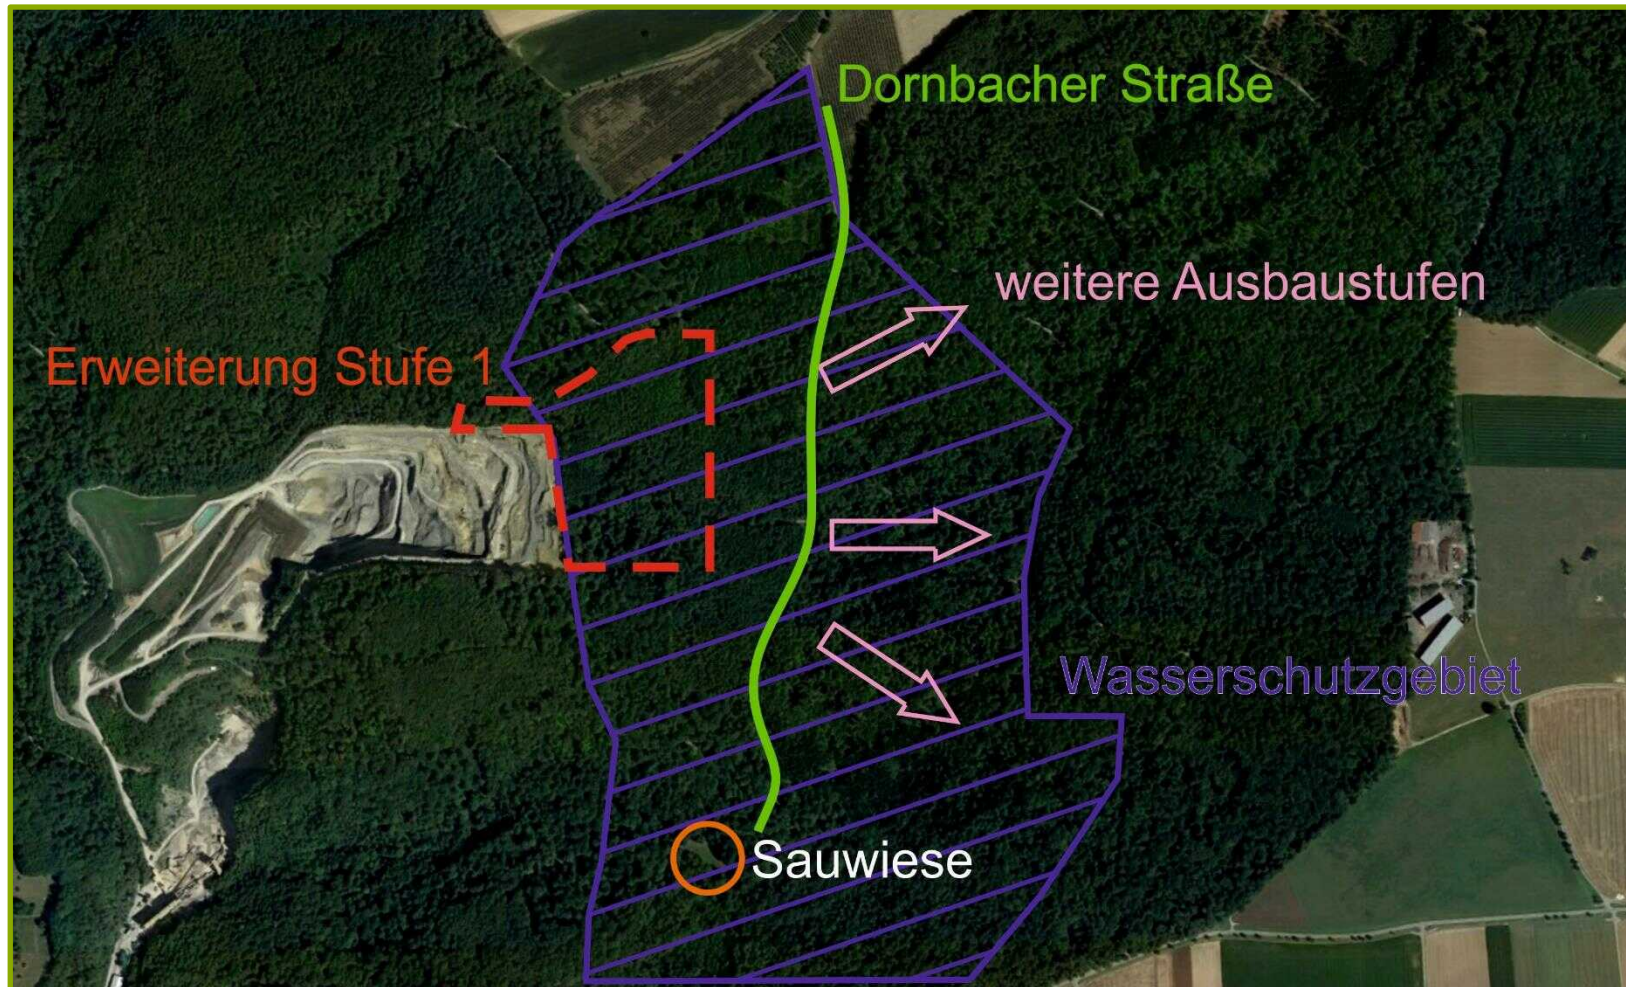 Dornbacher Straße
weitere Ausbaustufen
Erweiterung Stufe 1
Wasserschutzgebiet
Sauwiese